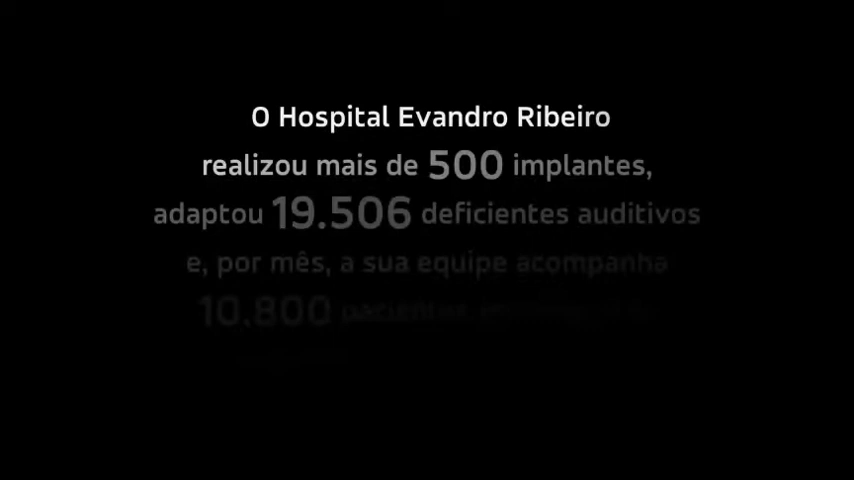 O Hospital Evandro Ribeiro
realizou mais de 500 implantes,
adaptou 19.506 deficientes auditivos
e, por mês, a sua equipe acompanha
10.800 pacientes